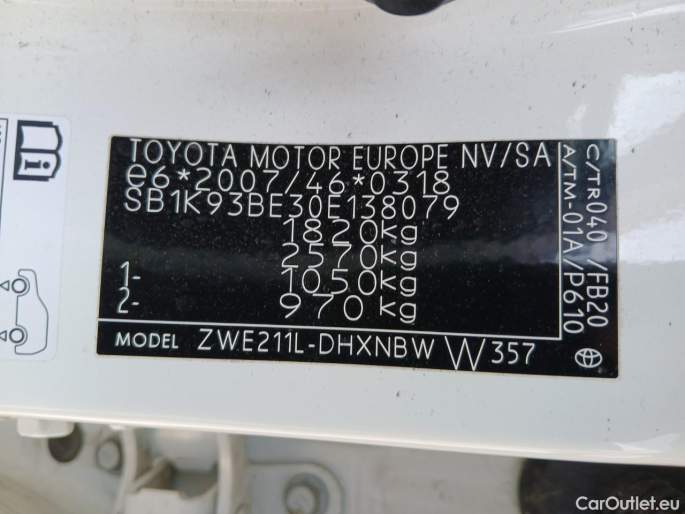 TOYOTA MOTOR EUROPE NV/SA
e6*2007/46*0318
SB1K93BE30E138079
1820kg
2570kg
1- 1050kg
2- 970kg
MODEL ZWE211L-DHXNBW W357
C/TR040 /FB20
A/TM-01A/P610
CarOutlet.eu